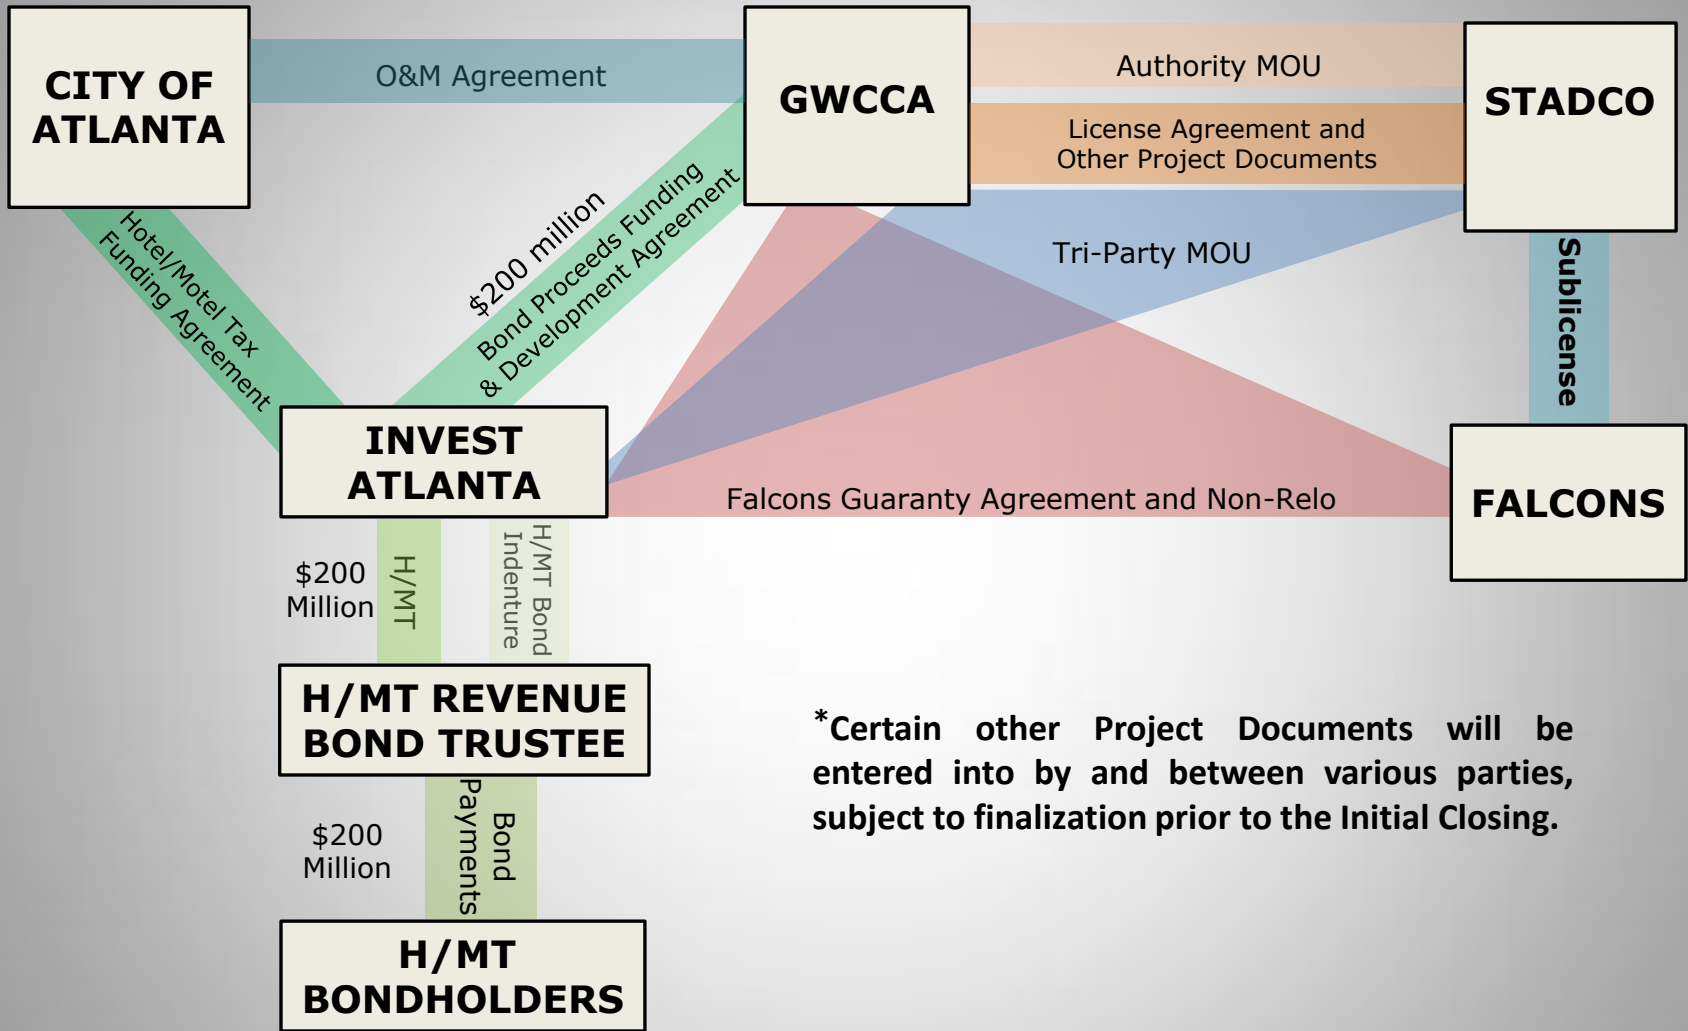 CITY OF
ATLANTA
O&M Agreement
GWCCA
Authority MOU
License Agreement and
Other Project Documents
STADCO
Hotel/Motel Tax
Funding Agreement
$200 million
Bond Proceeds Funding
& Development Agreement
Tri-Party MOU
Sublicense
INVEST
ATLANTA
Falcons Guaranty Agreement and Non-Relo
FALCONS
$200
Million
H/MT
H/MT Bond
Indenture
H/MT REVENUE
BOND TRUSTEE
*Certain other Project Documents will be
entered into by and between various parties,
subject to finalization prior to the Initial Closing.
$200
Million
Bond
Payments
H/MT
BONDHOLDERS